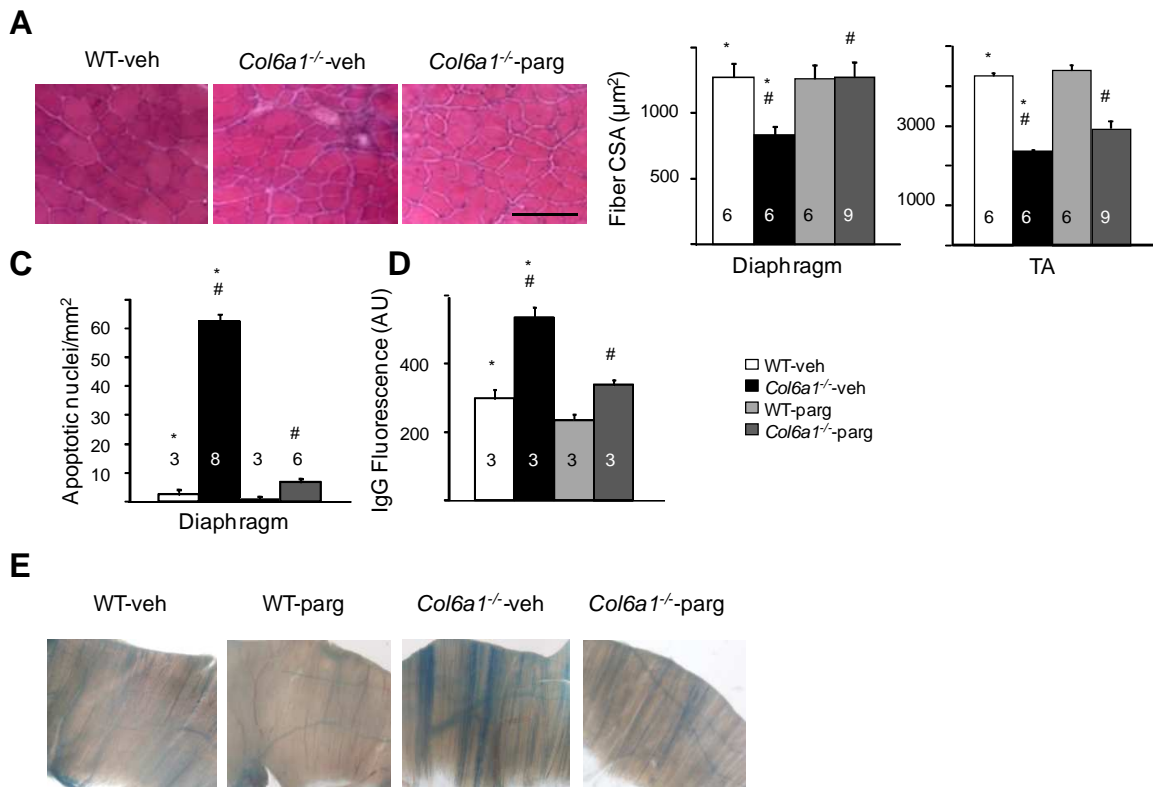 A
WT-veh
Col6a1-/--veh
Col6a1-/--parg
Fiber CSA (µm2)
1000
500
*
*
#
#
6
6
6
9
Diaphragm
3000
1000
*
*
#
#
6
6
6
9
TA
C
Apoptotic nuclei/mm2
60
50
40
30
20
10
*
*
#
#
3
8
3
6
Diaphragm
D
IgG Fluorescence (AU)
400
200
*
*
#
#
3
3
3
3
WT-veh
Col6a1-/--veh
WT-parg
Col6a1-/--parg
E
WT-veh
WT-parg
Col6a1-/--veh
Col6a1-/--parg